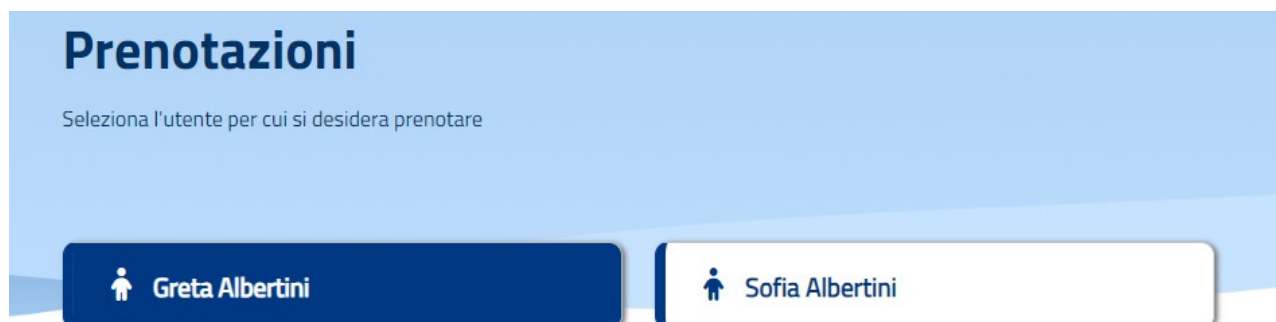 Prenotazioni
Seleziona l'utente per cui si desidera prenotare
Greta Albertini
Sofia Albertini